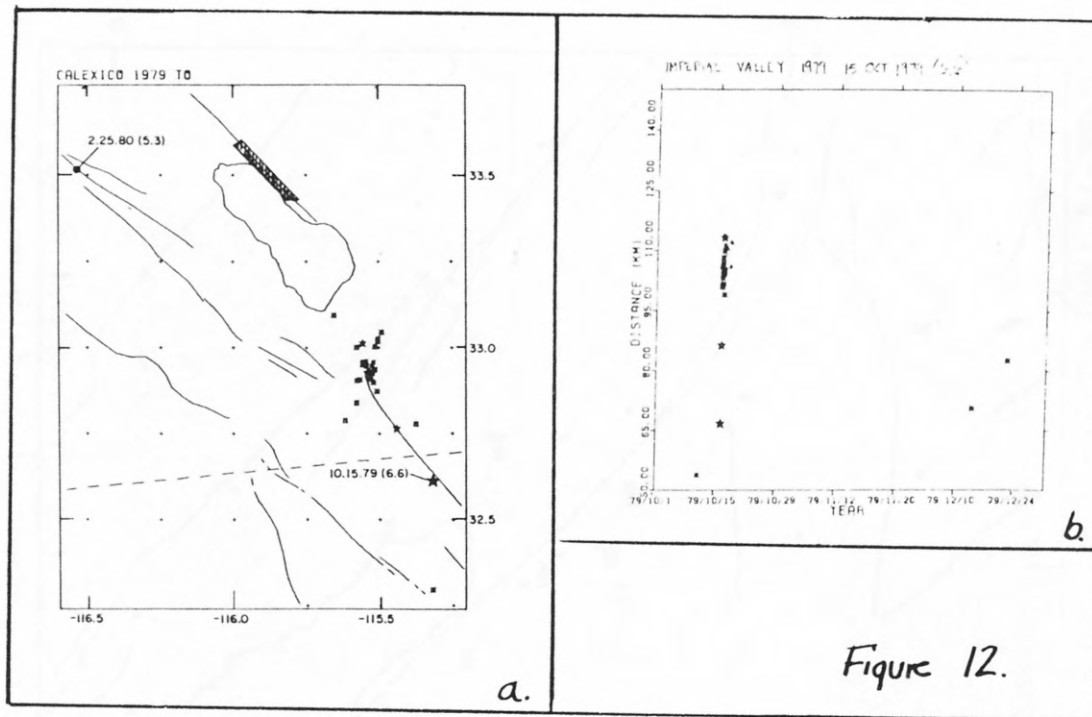 CALEXICO 1979 TO
2.25.80 (5.3)
33.5
33.0
10.15.79 (6.6)
32.5
-116.5 -116.0 -115.5
a.
IMPERIAL VALLEY 1979 15 OCT 1979
140.00
125.00
110.00
95.00
80.00
65.00
50.00
DISTANCE (KM)
79/10/1 79/10/15 79/10/29 79/11/12 79/11/26 79/12/10 79/12/24
YEAR
b.
Figure 12.